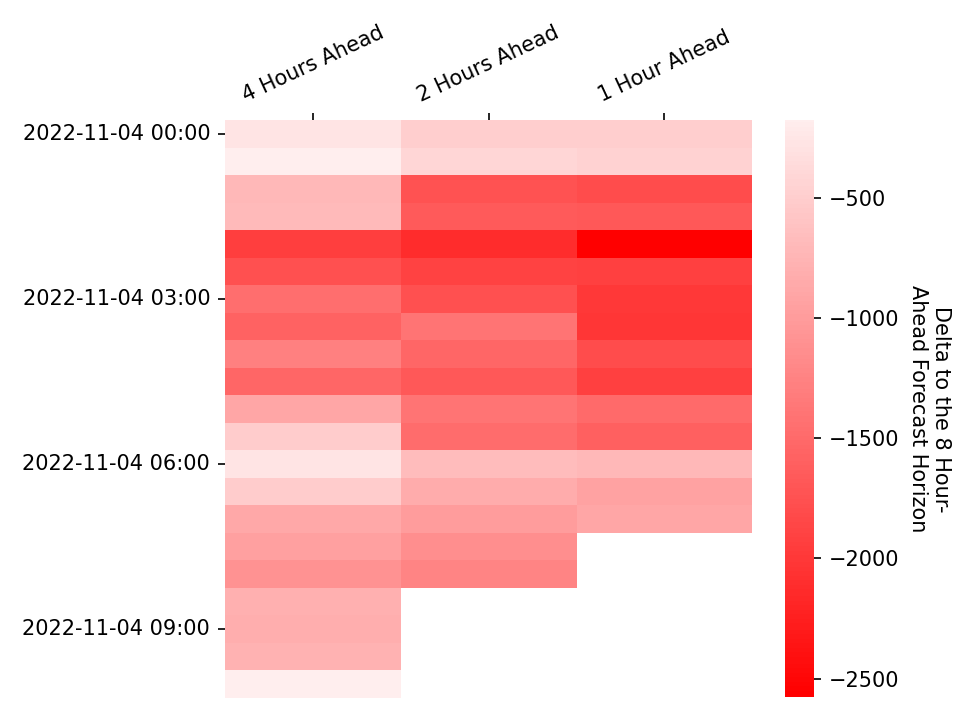 4 Hours Ahead
2 Hours Ahead
1 Hour Ahead
2022-11-04 00:00
2022-11-04 03:00
2022-11-04 06:00
2022-11-04 09:00
−500
−1000
−1500
−2000
−2500
Delta to the 8 Hour-
Ahead Forecast Horizon